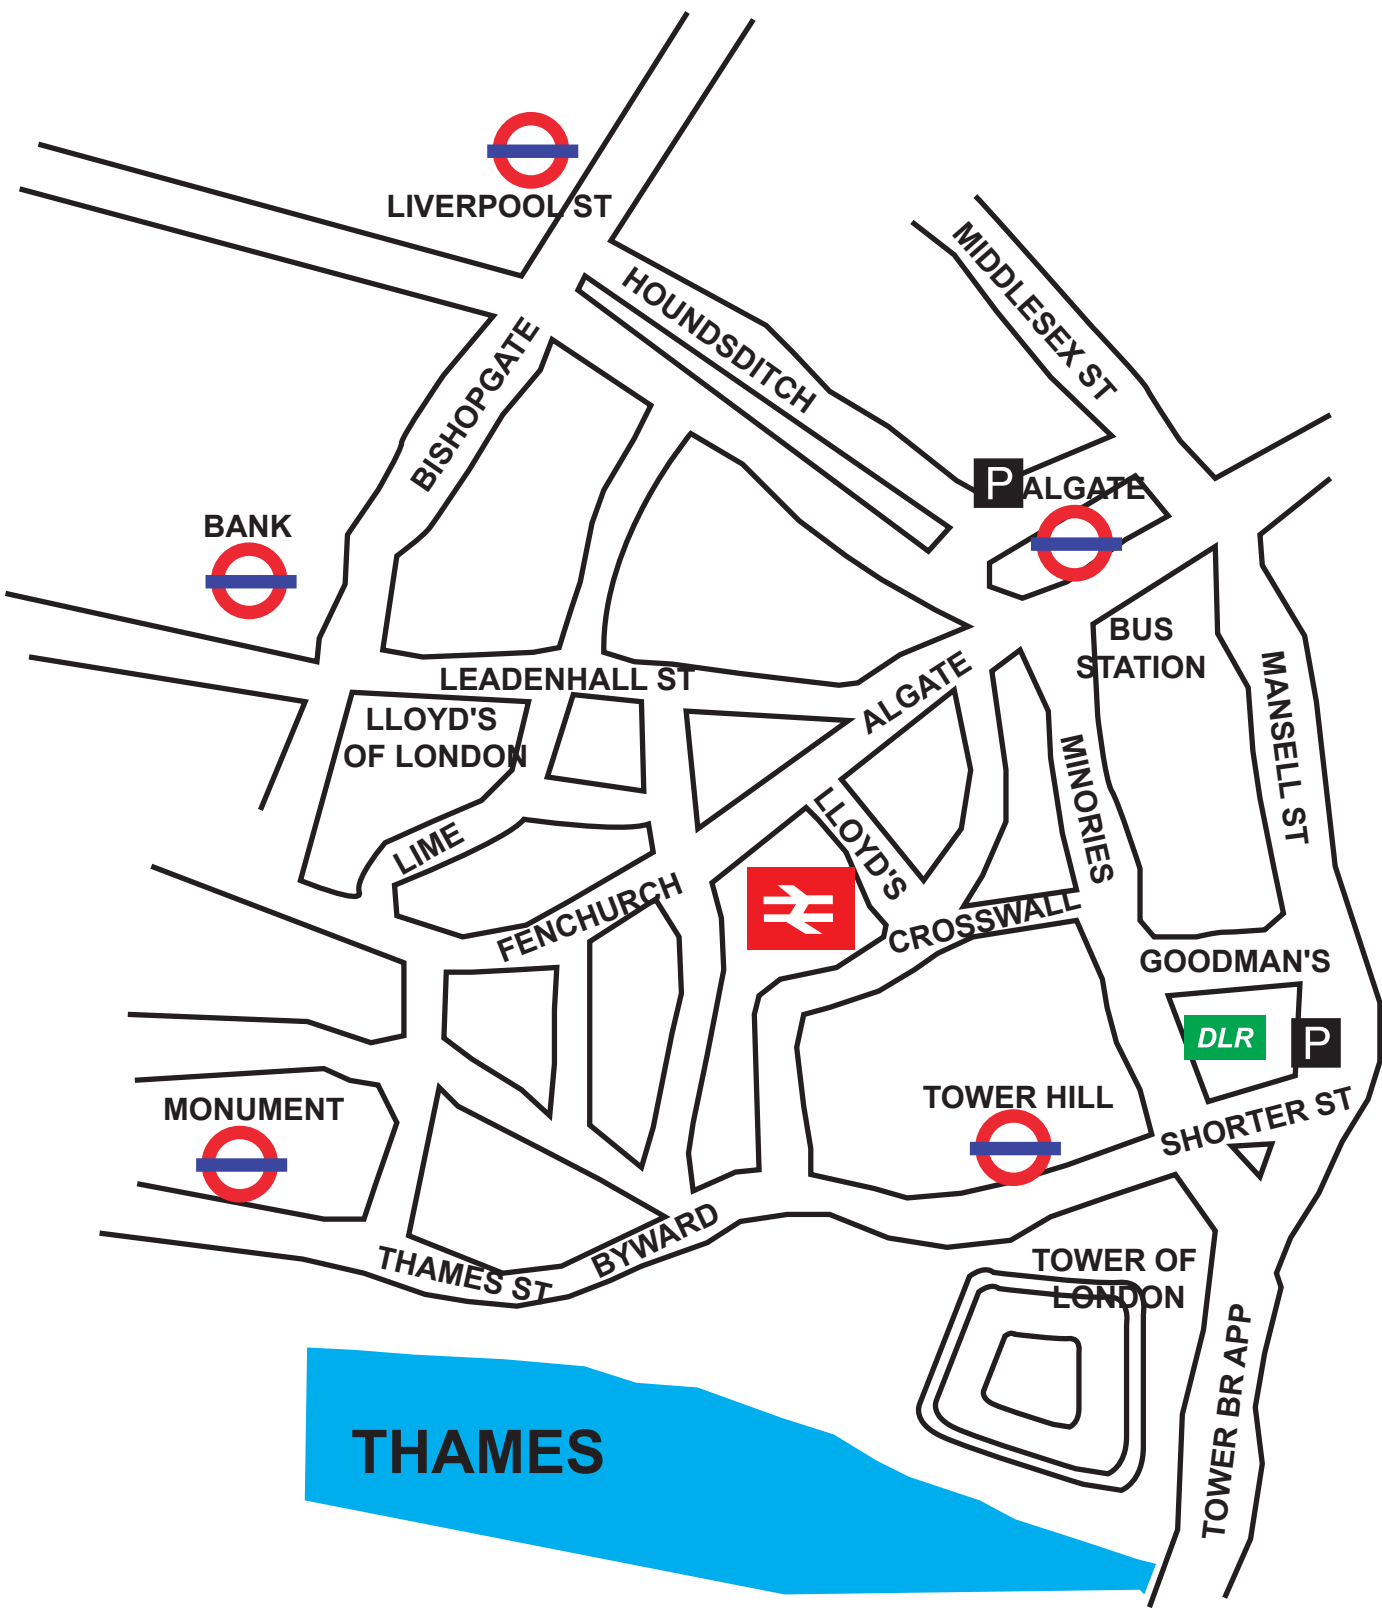 LIVERPOOL ST
MIDDLESEX ST
HOUNDSDITCH
BISHOPGATE
P
ALGATE
BANK
BUS
STATION
LEADENHALL ST
ALGATE
MANSELL ST
LLOYD'S
OF LONDON
MINORIES
LLOYD'S
LIME
FENCHURCH
CROSSWALL
GOODMAN'S
DLR
P
MONUMENT
TOWER HILL
SHORTER ST
BYWARD
THAMES ST
TOWER OF
LONDON
TOWER BR APP
THAMES